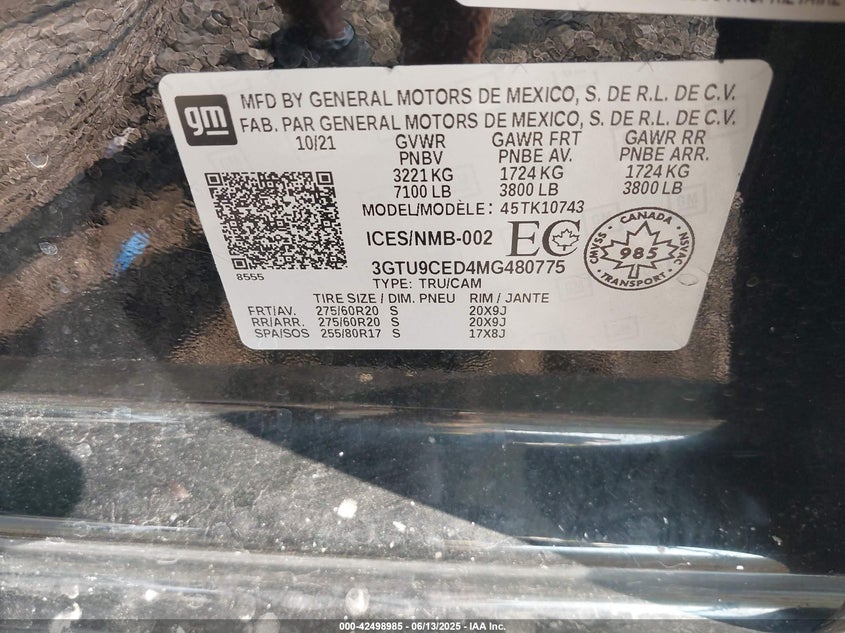 gm
MFD BY GENERAL MOTORS DE MEXICO, S. DE R.L. DE C.V.
FAB. PAR GENERAL MOTORS DE MEXICO, S. DE R.L. DE C.V.
10/21 GVWR GAWR FRT GAWR RR
PNBV PNBE AV. PNBE ARR.
3221 KG 1724 KG 1724 KG
7100 LB 3800 LB 3800 LB
MODEL/MODÈLE: 45TK10743
ICES/NMB-002 EC
CANADA
CMVSS 985 NSVAC
TRANSPORT
8555
3GTU9CED4MG480775
TYPE: TRU/CAM
TIRE SIZE / DIM. PNEU RIM / JANTE
FRT/AV. 275/60R20 S 20X9J
RR/ARR. 275/60R20 S 20X9J
SPA/SOS 255/80R17 S 17X8J
000-42498985 - 06/13/2025 - IAA Inc.